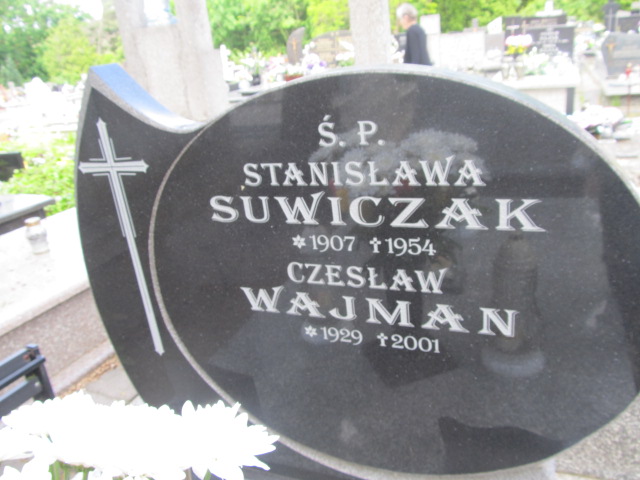 Ś. P.
STANISŁAWA
SUWICZAK
*1907 †1954
CZESŁAW
WAJMAN
*1929 †2001